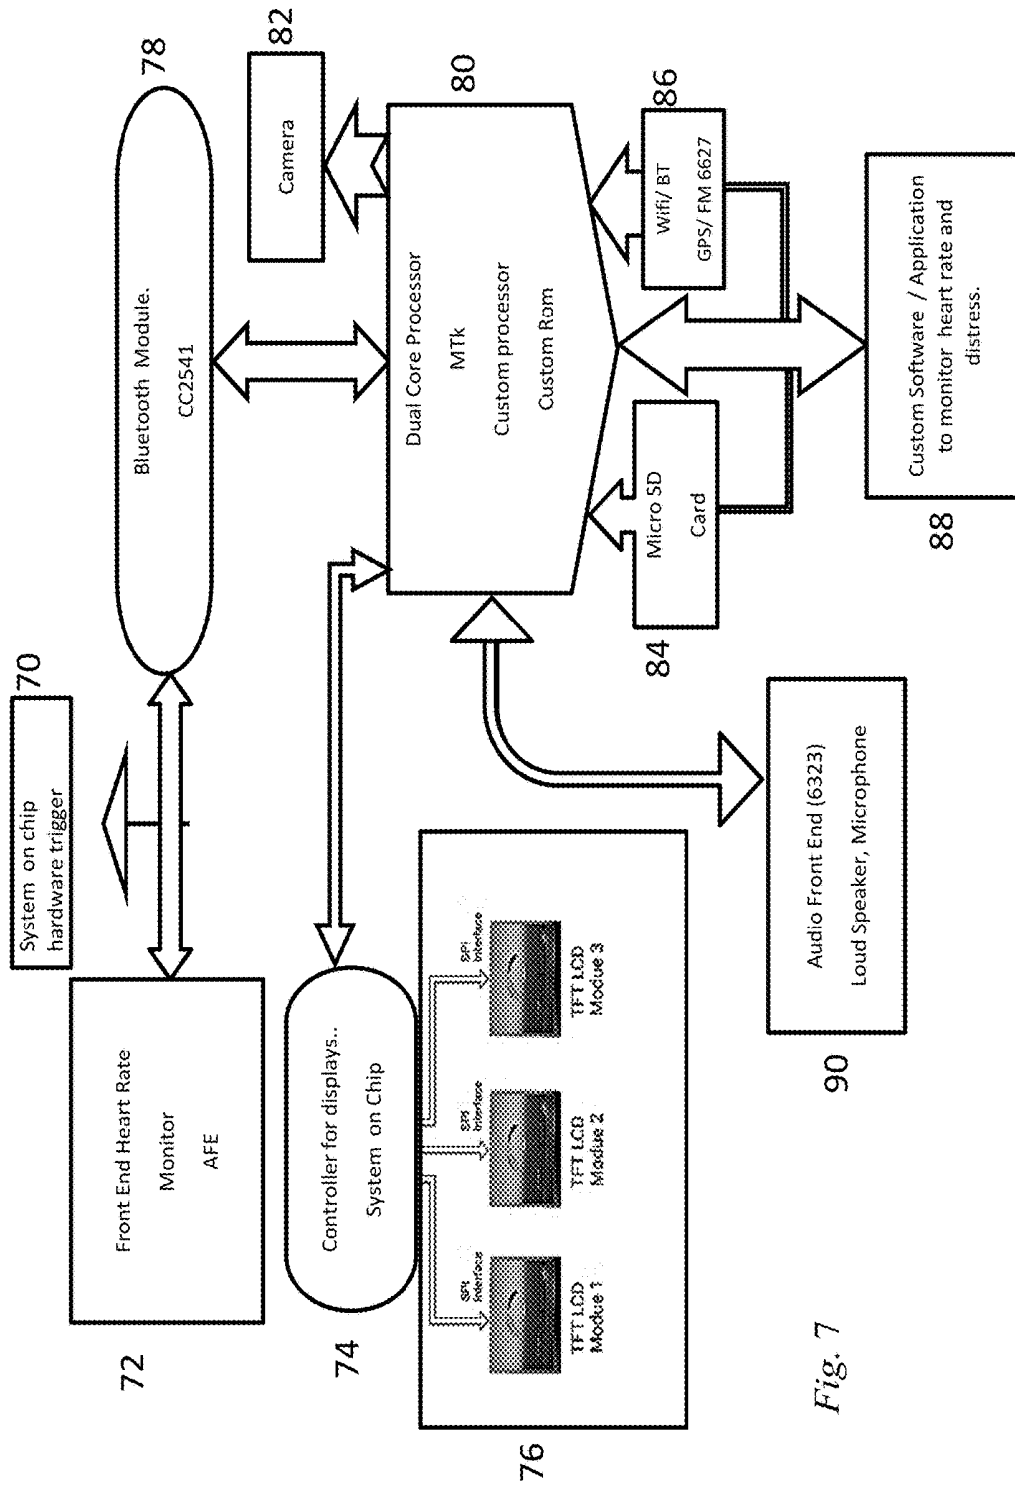 70
System on chip
hardware trigger
72
Front End Heart Rate
Monitor
AFE
78
Bluetooth Module.
CC2541
82
Camera
74
Controller for displays..
System on Chip
80
Dual Core Processor
MTk
Custom processor
Custom Rom
76
SPI
Interface
SPI
Interface
SPI
Interface
TFT LCD
Modue 1
TFT LCD
Modue 2
TFT LCD
Modue 3
84
Micro SD
Card
86
Wifi/ BT
GPS/ FM 6627
90
Audio Front End (6323)
Loud Speaker, Microphone
88
Custom Software / Application
to monitor heart rate and
distress.
Fig. 7